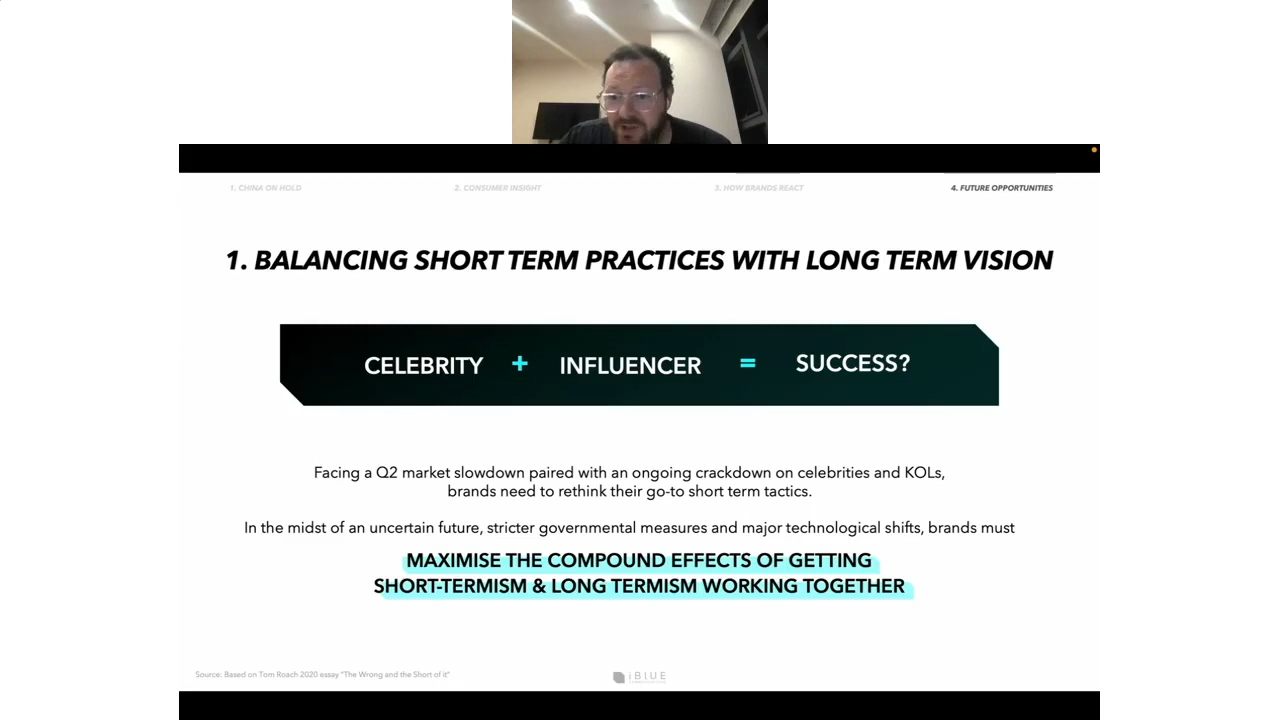 1. CHINA ON HOLD
2. CONSUMER INSIGHT
3. HOW BRANDS REACT
4. FUTURE OPPORTUNITIES
1. BALANCING SHORT TERM PRACTICES WITH LONG TERM VISION
CELEBRITY + INFLUENCER = SUCCESS?
Facing a Q2 market slowdown paired with an ongoing crackdown on celebrities and KOLs,
brands need to rethink their go-to short term tactics.
In the midst of an uncertain future, stricter governmental measures and major technological shifts, brands must
MAXIMISE THE COMPOUND EFFECTS OF GETTING
SHORT-TERMISM & LONG TERMISM WORKING TOGETHER
Source: Based on Tom Roach 2020 essay "The Wrong and the Short of it"
iBLUE